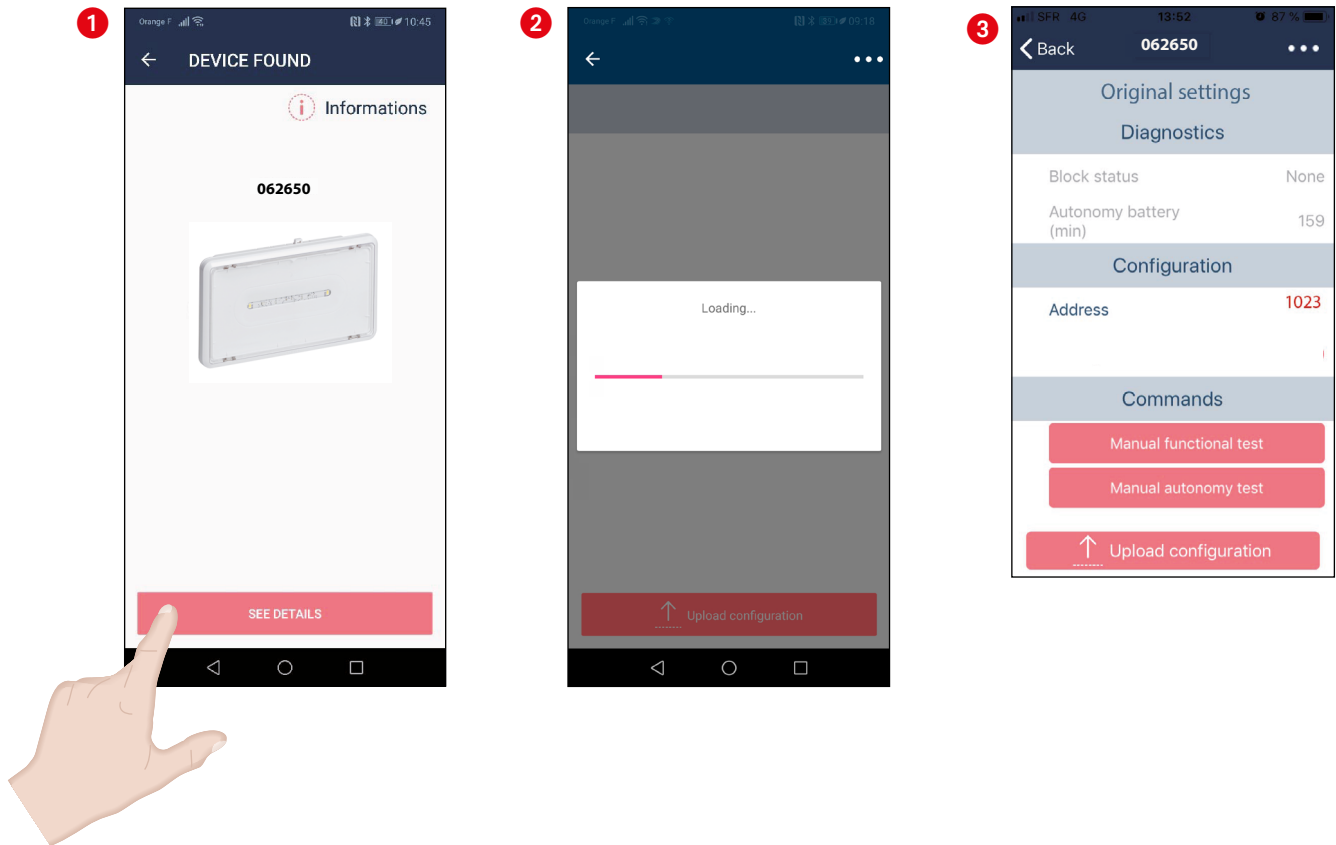 1
Orange F 10:45
DEVICE FOUND
i Informations
062650
SEE DETAILS
2
Orange F 09:18
Loading...
Upload configuration
3
SFR 4G 13:52 87 %
Back 062650
Original settings
Diagnostics
Block status None
Autonomy battery
(min) 159
Configuration
Address 1023
Commands
Manual functional test
Manual autonomy test
Upload configuration